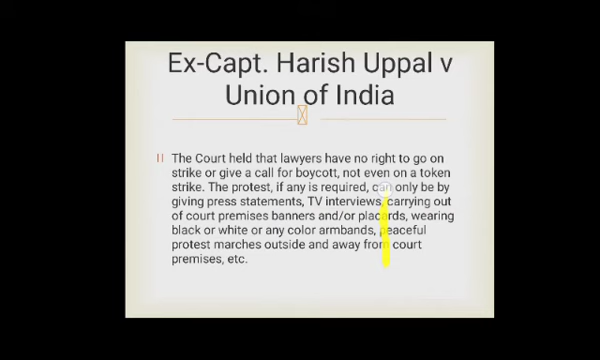 Ex-Capt. Harish Uppal v
Union of India
The Court held that lawyers have no right to go on
strike or give a call for boycott, not even on a token
strike. The protest, if any is required, can only be by
giving press statements, TV interviews, carrying out
of court premises banners and/or placards, wearing
black or white or any color armbands, peaceful
protest marches outside and away from court
premises, etc.